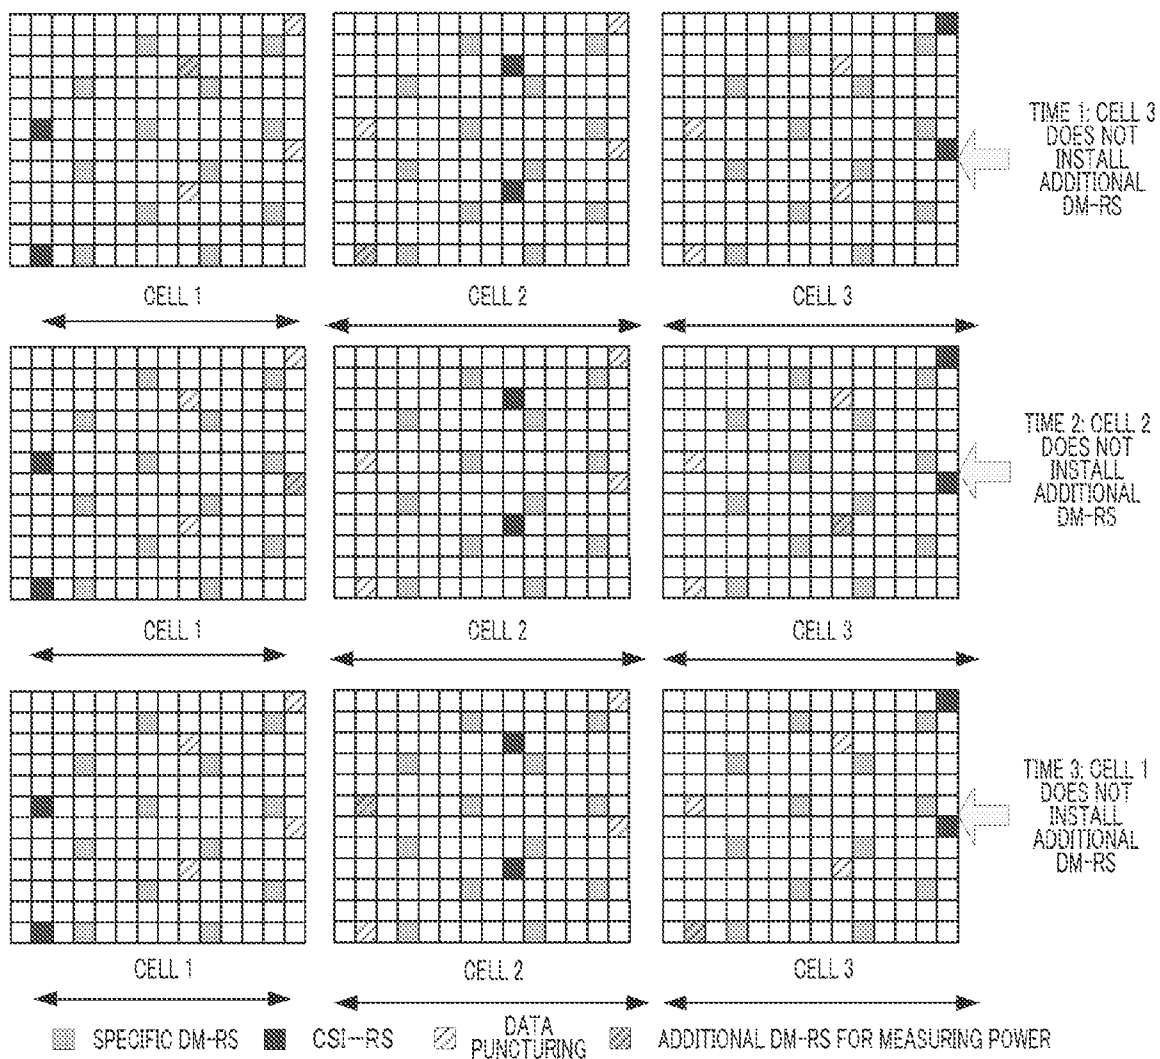 TIME 1: CELL 3
DOES NOT
INSTALL
ADDITIONAL
DM-RS
CELL 1
CELL 2
CELL 3
TIME 2: CELL 2
DOES NOT
INSTALL
ADDITIONAL
DM-RS
CELL 1
CELL 2
CELL 3
TIME 3: CELL 1
DOES NOT
INSTALL
ADDITIONAL
DM-RS
CELL 1
CELL 2
CELL 3
SPECIFIC DM-RS
CSI-RS
DATA
PUCTURING
ADDITIONAL DM-RS FOR MEASURING POWER